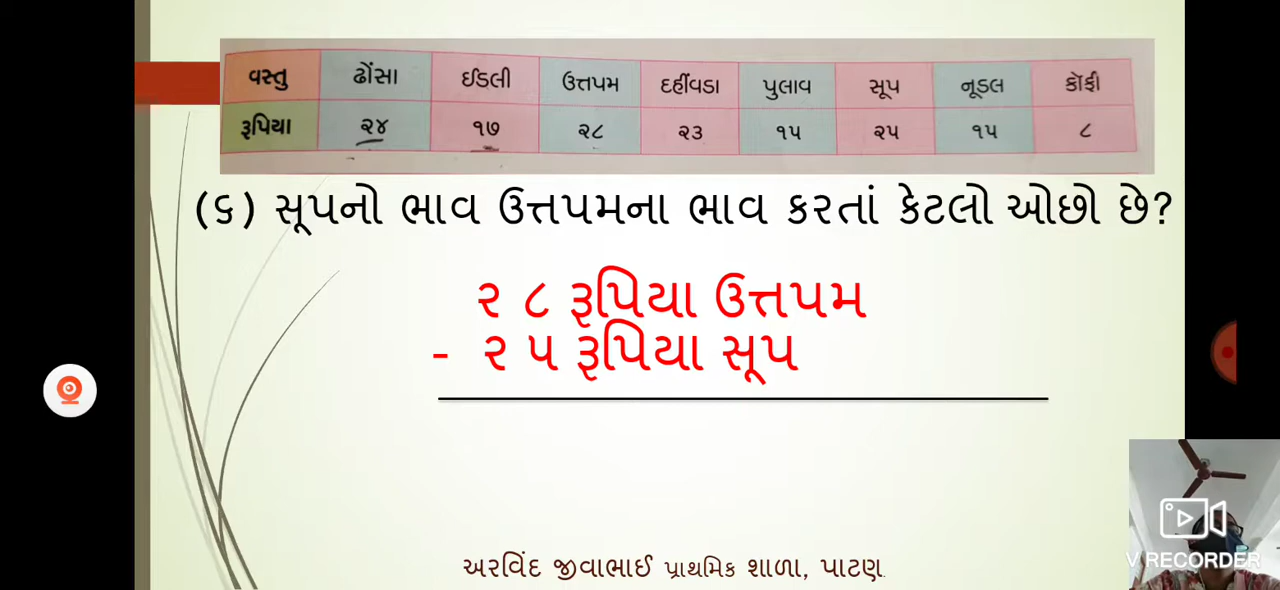 વસ્તુ ઢોંસા ઈડલી ઉત્તપમ દહીંવડા પુલાવ સૂપ નૂડલ કૉફી
રૂપિયા ૨૪ ૧૭ ૨૮ ૨૩ ૧૫ ૨૫ ૧૫ ૮
(૬) સૂપનો ભાવ ઉત્તપમના ભાવ કરતાં કેટલો ઓછો છે?
૨ ૮ રૂપિયા ઉત્તપમ
- ૨ ૫ રૂપિયા સૂપ
V RECORDER
અરવિંદ જીવાભાઈ પ્રાથમિક શાળા, પાટણ